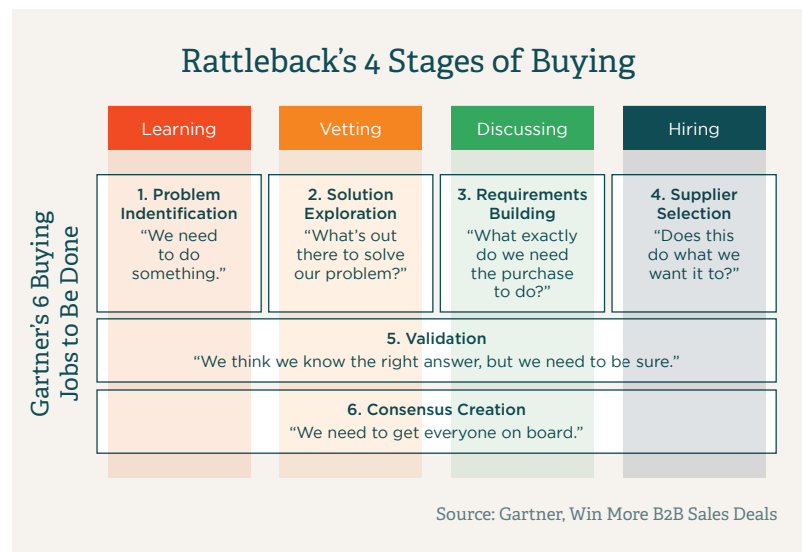 Rattleback's 4 Stages of Buying
Learning
Vetting
Discussing
Hiring
Gartner's 6 Buying
Jobs to Be Done
1. Problem
Indentification
“We need
to do
something.”
2. Solution
Exploration
“What's out
there to solve
our problem?”
3. Requirements
Building
“What exactly
do we need
the purchase
to do?”
4. Supplier
Selection
“Does this
do what we
want it to?”
5. Validation
“We think we know the right answer, but we need to be sure.”
6. Consensus Creation
“We need to get everyone on board.”
Source: Gartner, Win More B2B Sales Deals